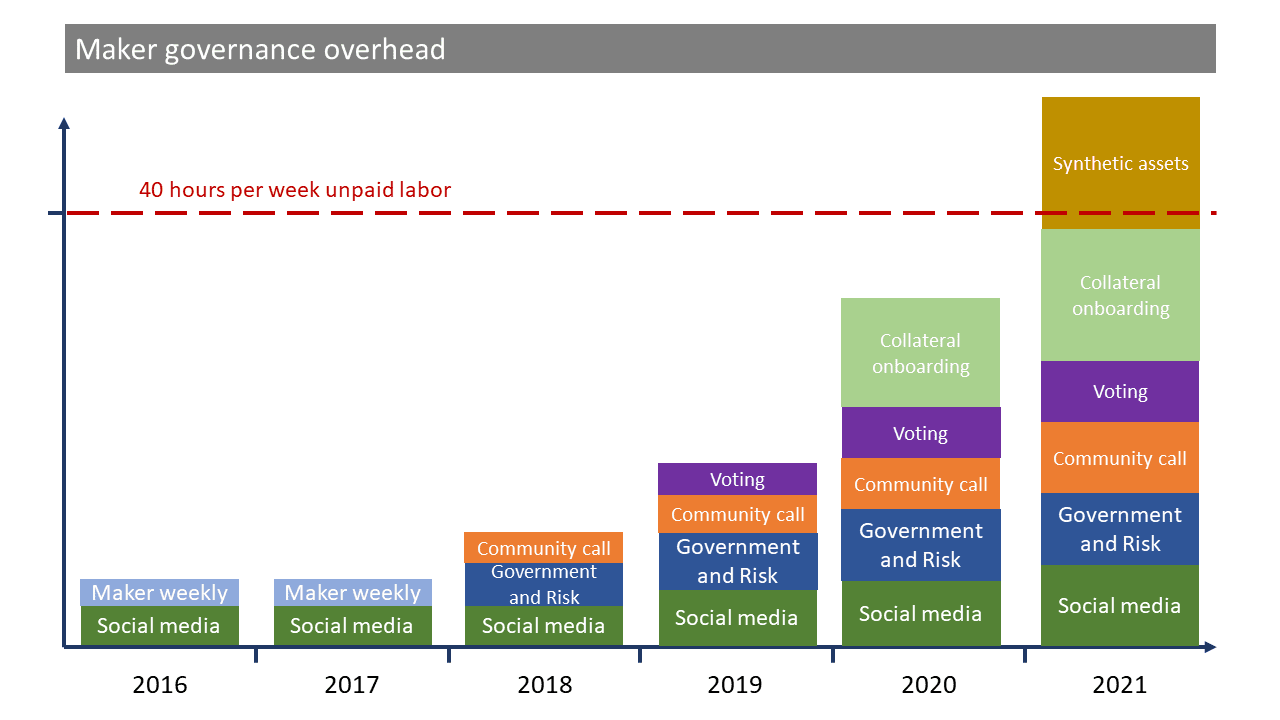 Maker governance overhead
40 hours per week unpaid labor
Maker weekly
Social media
Maker weekly
Social media
Community call
Government
and Risk
Social media
Voting
Community call
Government
and Risk
Social media
Collateral
onboarding
Voting
Community call
Government
and Risk
Social media
Synthetic assets
Collateral
onboarding
Voting
Community call
Government
and Risk
Social media
2016
2017
2018
2019
2020
2021